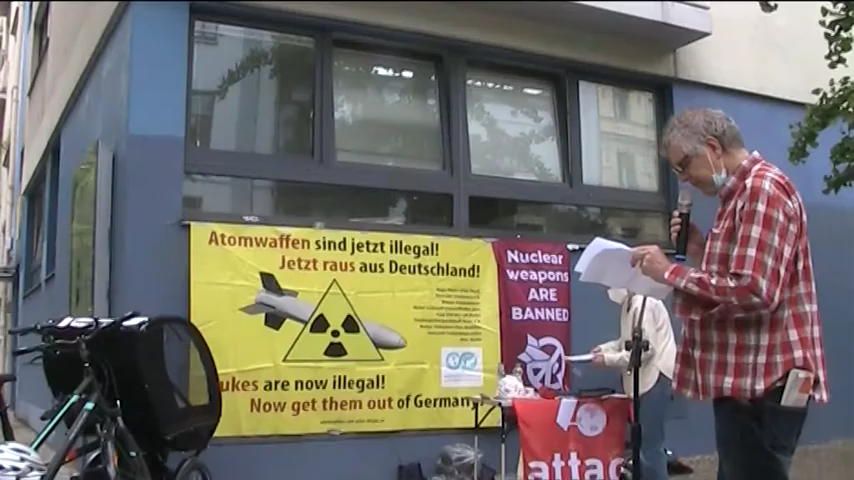 Atomwaffen sind jetzt illegal!
Jetzt raus aus Deutschland!
ukes are now illegal!
Now get them out of Germany
Nuclear
weapons
ARE
BANNED
attac